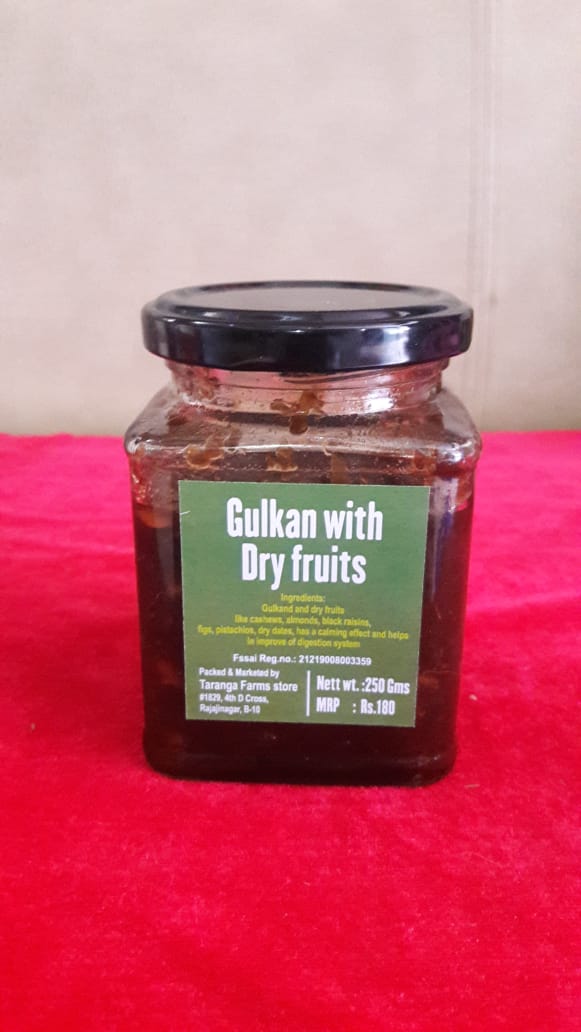 Gulkan with
Dry fruits
Ingredients:
Gulkand and dry fruits
like cashews, almonds, black raisins,
figs, pistachios, dry dates, has a calming effect and helps
in improve of digestion system
Fssai Reg.no.: 21219008003359
Packed & Marketed by
Taranga Farms store
#1829, 4th D Cross,
Rajajinagar, B-10
Nett wt. :250 Gms
MRP : Rs.180